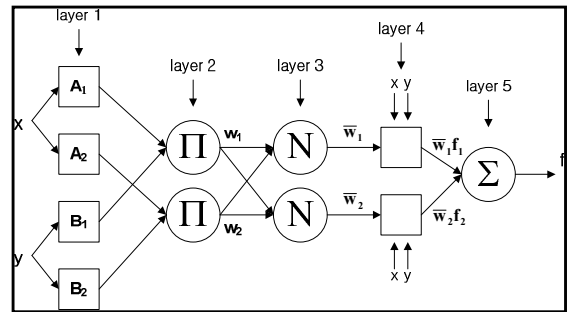 layer 1
layer 2
layer 3
layer 4
layer 5
x
y
A₁
A₂
B₁
B₂
Π
Π
w₁
w₂
N
N
w̅₁
w̅₂
x y
x y
w̅₁f₁
w̅₂f₂
Σ
f